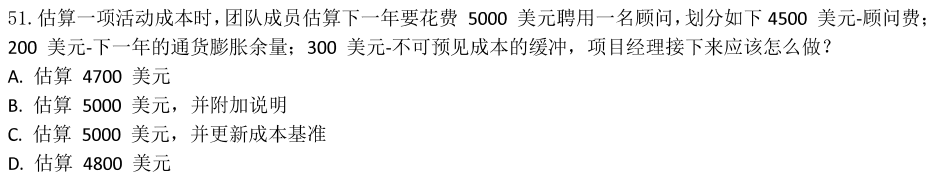 51. 估算一项活动成本时，团队成员估算下一年要花费 5000 美元聘用一名顾问，划分如下 4500 美元-顾问费；
200 美元-下一年的通货膨胀余量；300 美元-不可预见成本的缓冲，项目经理接下来应该怎么做？
A. 估算 4700 美元
B. 估算 5000 美元，并附加说明
C. 估算 5000 美元，并更新成本基准
D. 估算 4800 美元